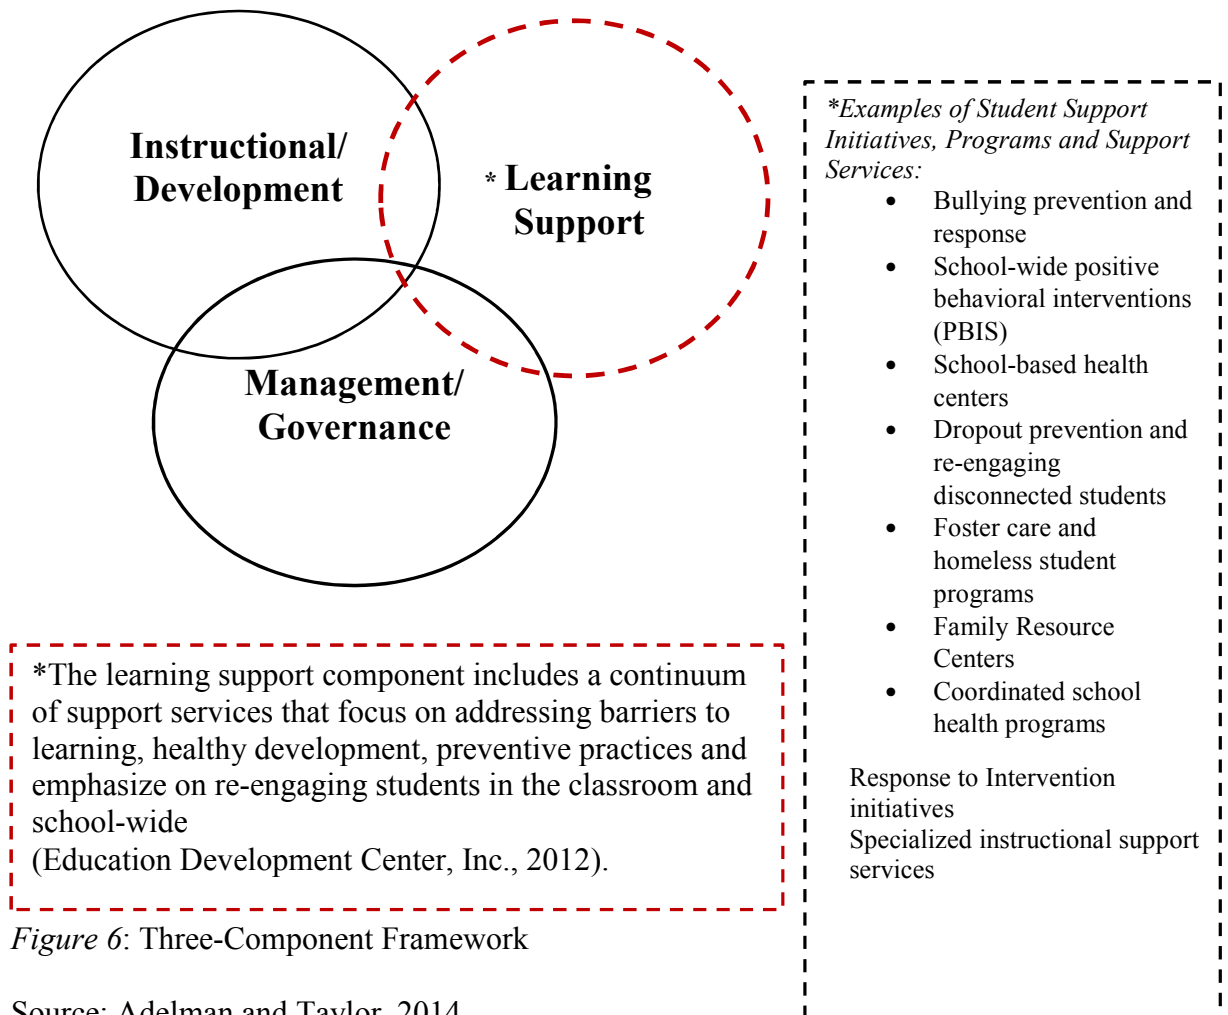 Instructional/
Development
* Learning
Support
Management/
Governance
*Examples of Student Support
Initiatives, Programs and Support
Services:
• Bullying prevention and
response
• School-wide positive
behavioral interventions
(PBIS)
• School-based health
centers
• Dropout prevention and
re-engaging
disconnected students
• Foster care and
homeless student
programs
• Family Resource
Centers
• Coordinated school
health programs
Response to Intervention
initiatives
Specialized instructional support
services
*The learning support component includes a continuum
of support services that focus on addressing barriers to
learning, healthy development, preventive practices and
emphasize on re-engaging students in the classroom and
school-wide
(Education Development Center, Inc., 2012).
Figure 6: Three-Component Framework
Source: Adelman and Taylor, 2014